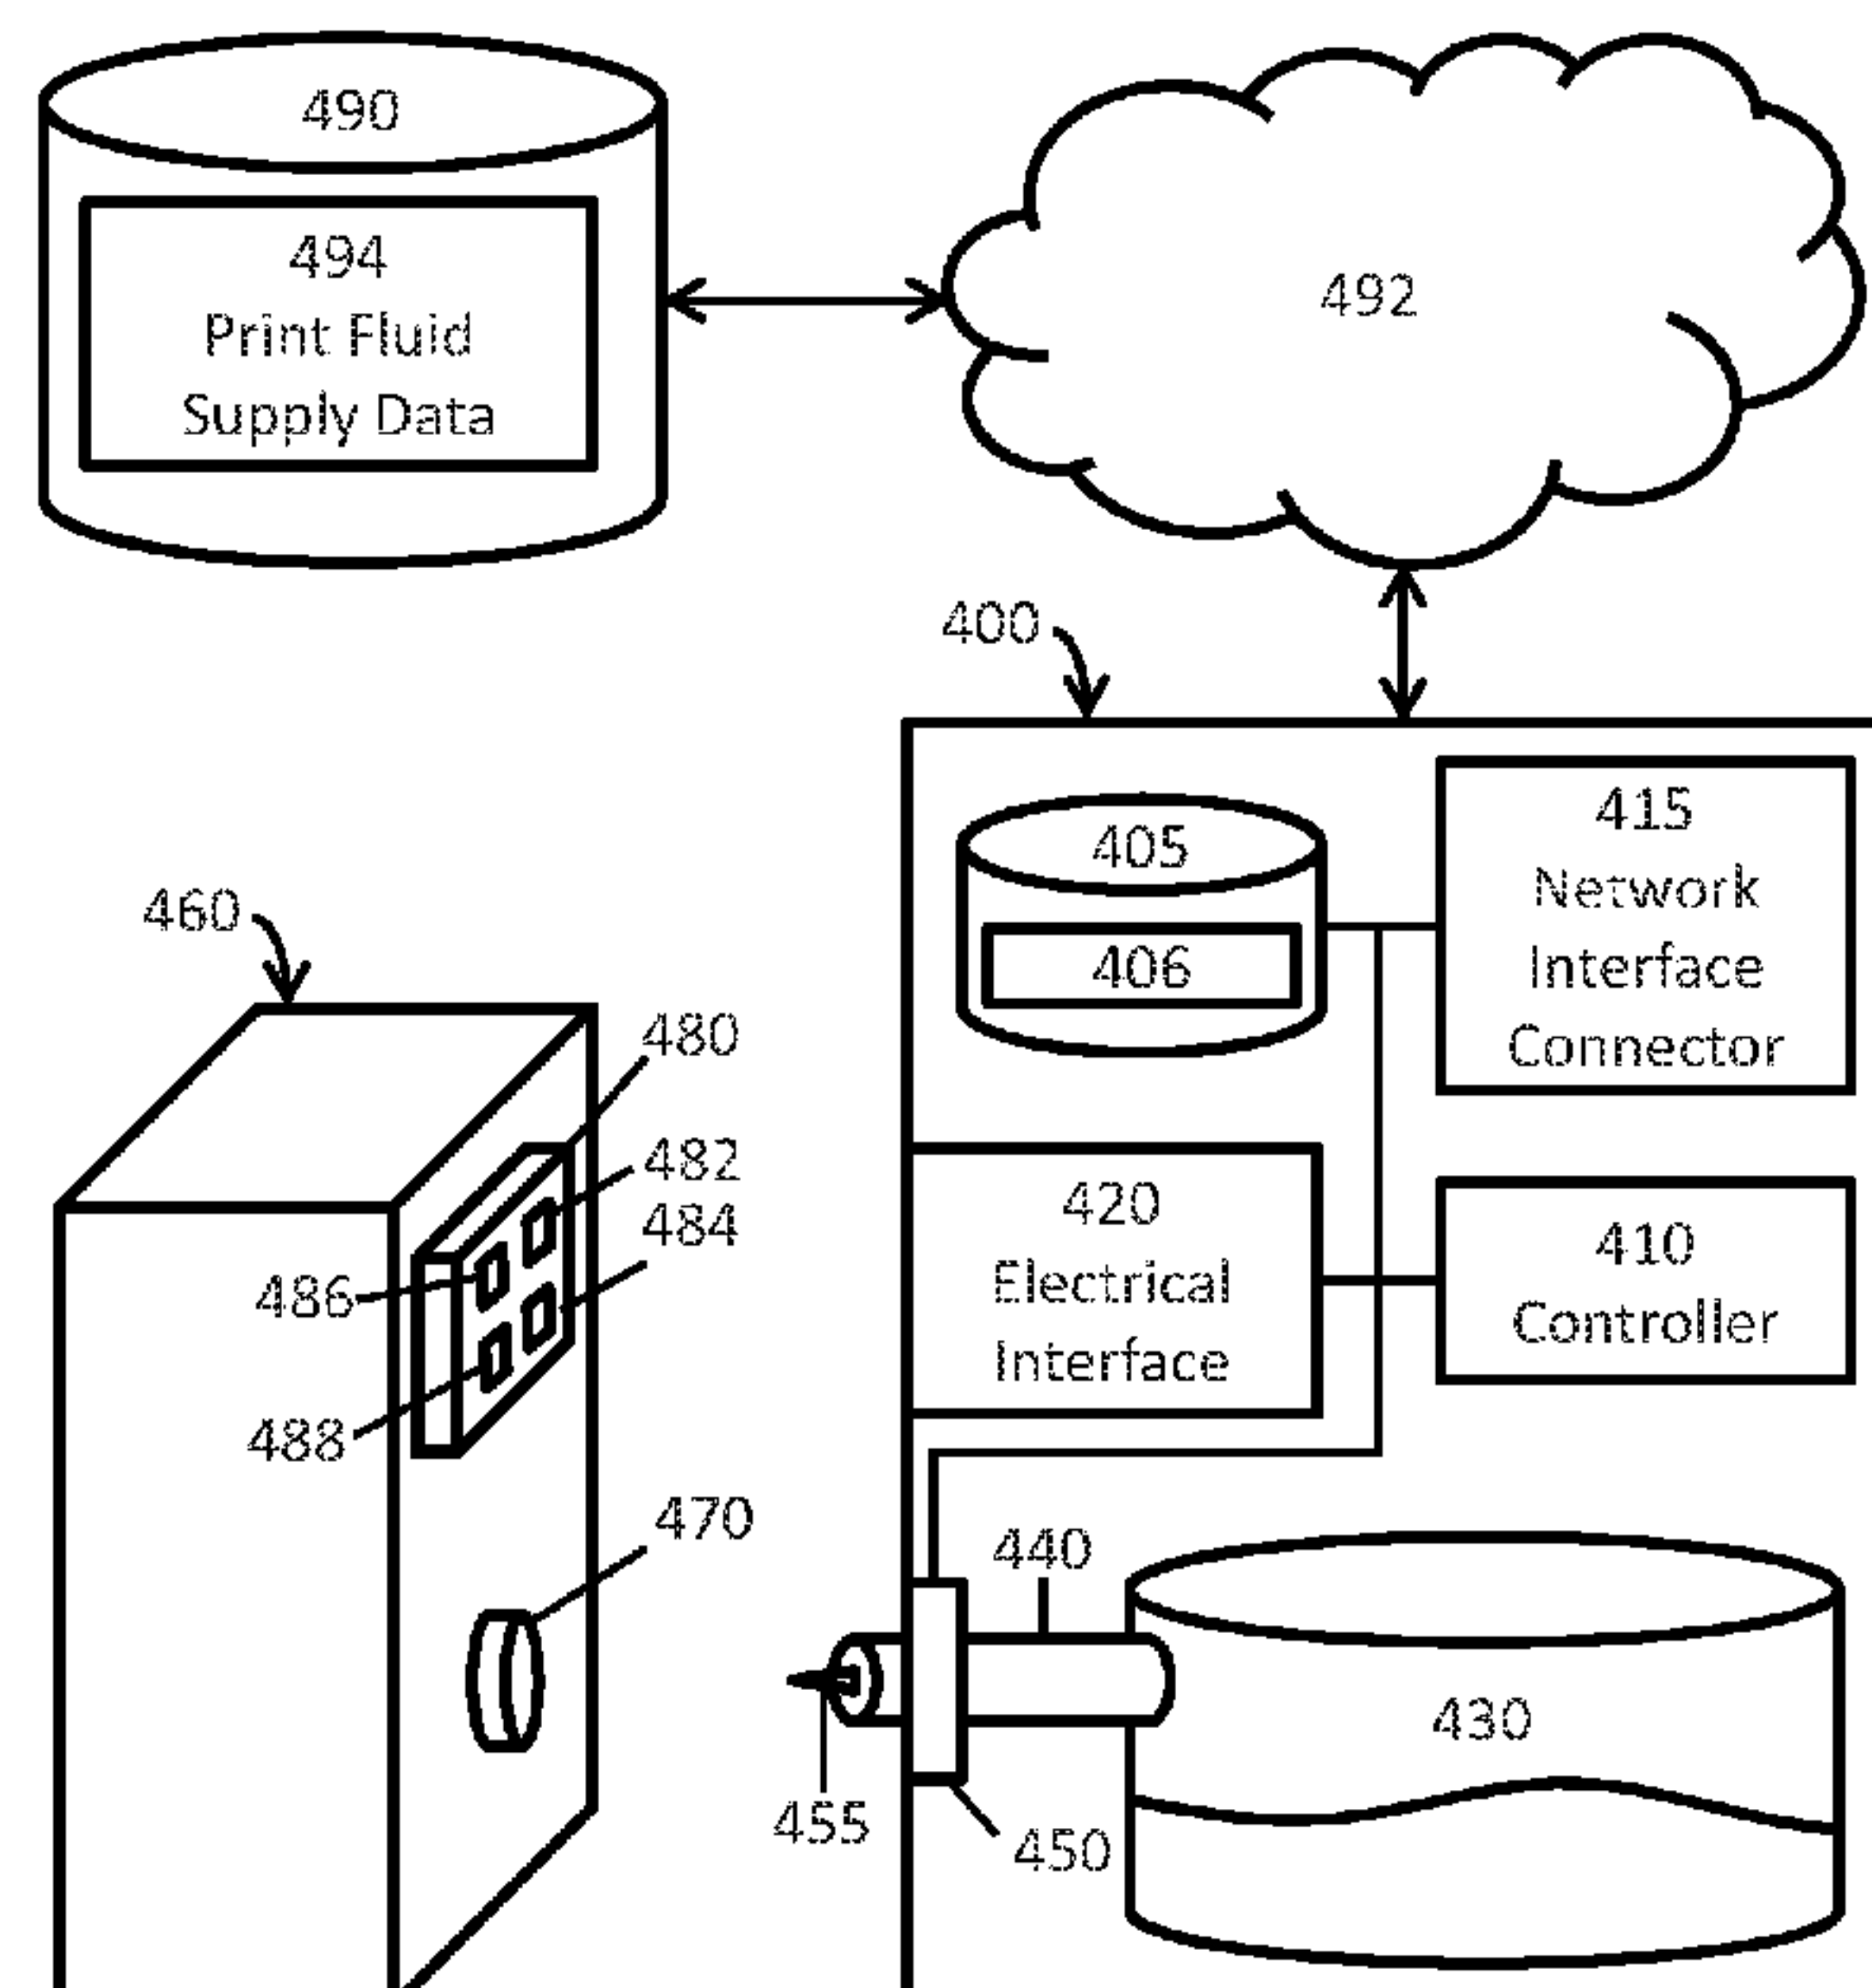 490
494
Print Fluid
Supply Data
492
400
405
406
415
Network
Interface
Connector
460
480
482
484
486
488
470
420
Electrical
Interface
410
Controller
440
430
455
450